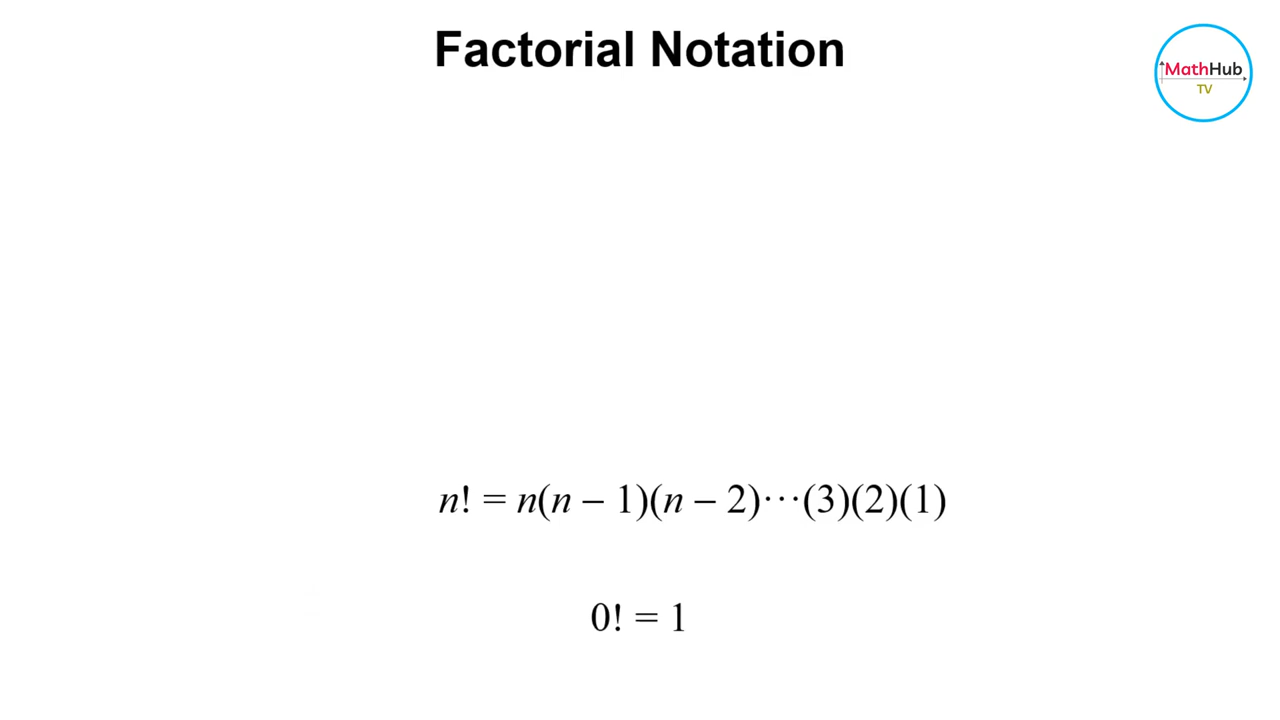 Factorial Notation
MathHub
TV
n! = n(n − 1)(n − 2)⋯(3)(2)(1)
0! = 1